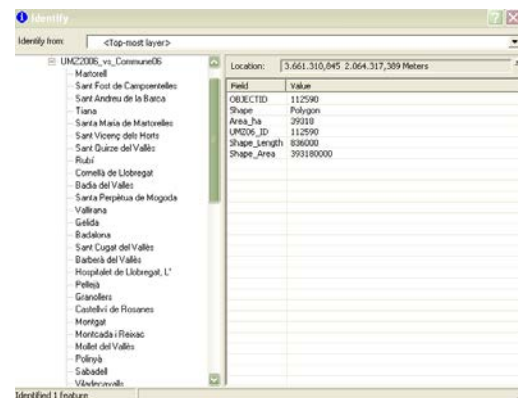 Identify
Identify from: <Top-most layer>
UMZ2006_vs_Commune06
Martorell
Sant Fost de Campsentelles
Sant Andreu de la Barca
Tiana
Santa Maria de Martorelles
Sant Vicenç dels Horts
Sant Quirze del Vallès
Rubí
Cornellà de Llobregat
Badia del Valles
Santa Perpètua de Mogoda
Vallirana
Gelida
Badalona
Sant Cugat del Vallès
Barberà del Vallès
Hospitalet de Llobregat, L'
Pallejà
Granollers
Castellví de Rosanes
Montgat
Montcada i Reixac
Mollet del Vallès
Polinyà
Sabadell
Viladecavalls
Location: 3.661.310,845 2.064.317,389 Meters
Field Value
OBJECTID 112590
Shape Polygon
Area_ha 39318
UMZ06_ID 112590
Shape_Length 836000
Shape_Area 393180000
Identified 1 feature